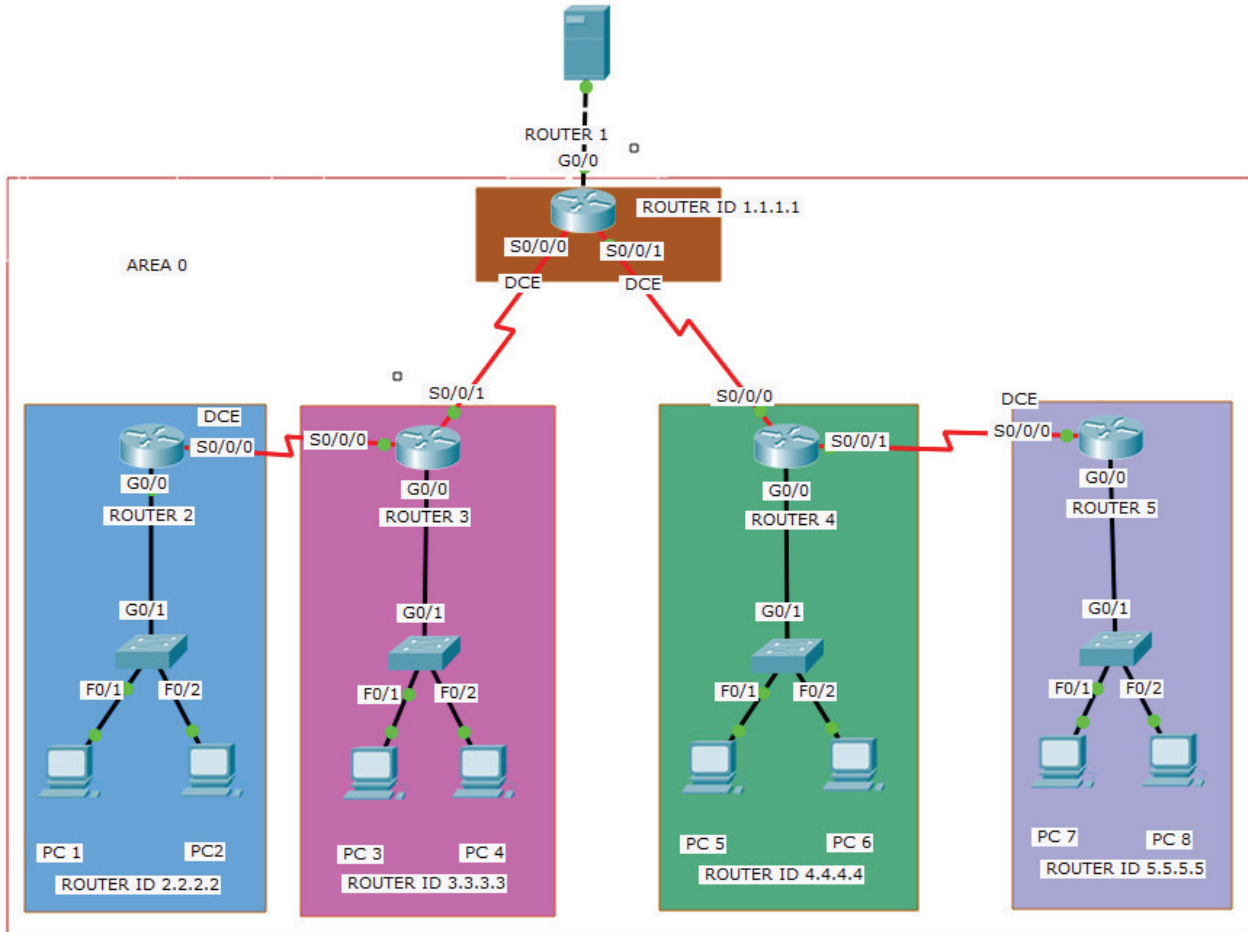 ROUTER 1
G0/0
ROUTER ID 1.1.1.1
S0/0/0
S0/0/1
AREA 0
DCE
DCE
S0/0/1
S0/0/0
DCE
DCE
S0/0/0
S0/0/0
S0/0/1
S0/0/0
G0/0
G0/0
G0/0
G0/0
ROUTER 2
ROUTER 3
ROUTER 4
ROUTER 5
G0/1
G0/1
G0/1
G0/1
F0/1
F0/2
F0/1
F0/2
F0/1
F0/2
F0/1
F0/2
PC 1
PC2
PC 3
PC 4
PC 5
PC 6
PC 7
PC 8
ROUTER ID 2.2.2.2
ROUTER ID 3.3.3.3
ROUTER ID 4.4.4.4
ROUTER ID 5.5.5.5